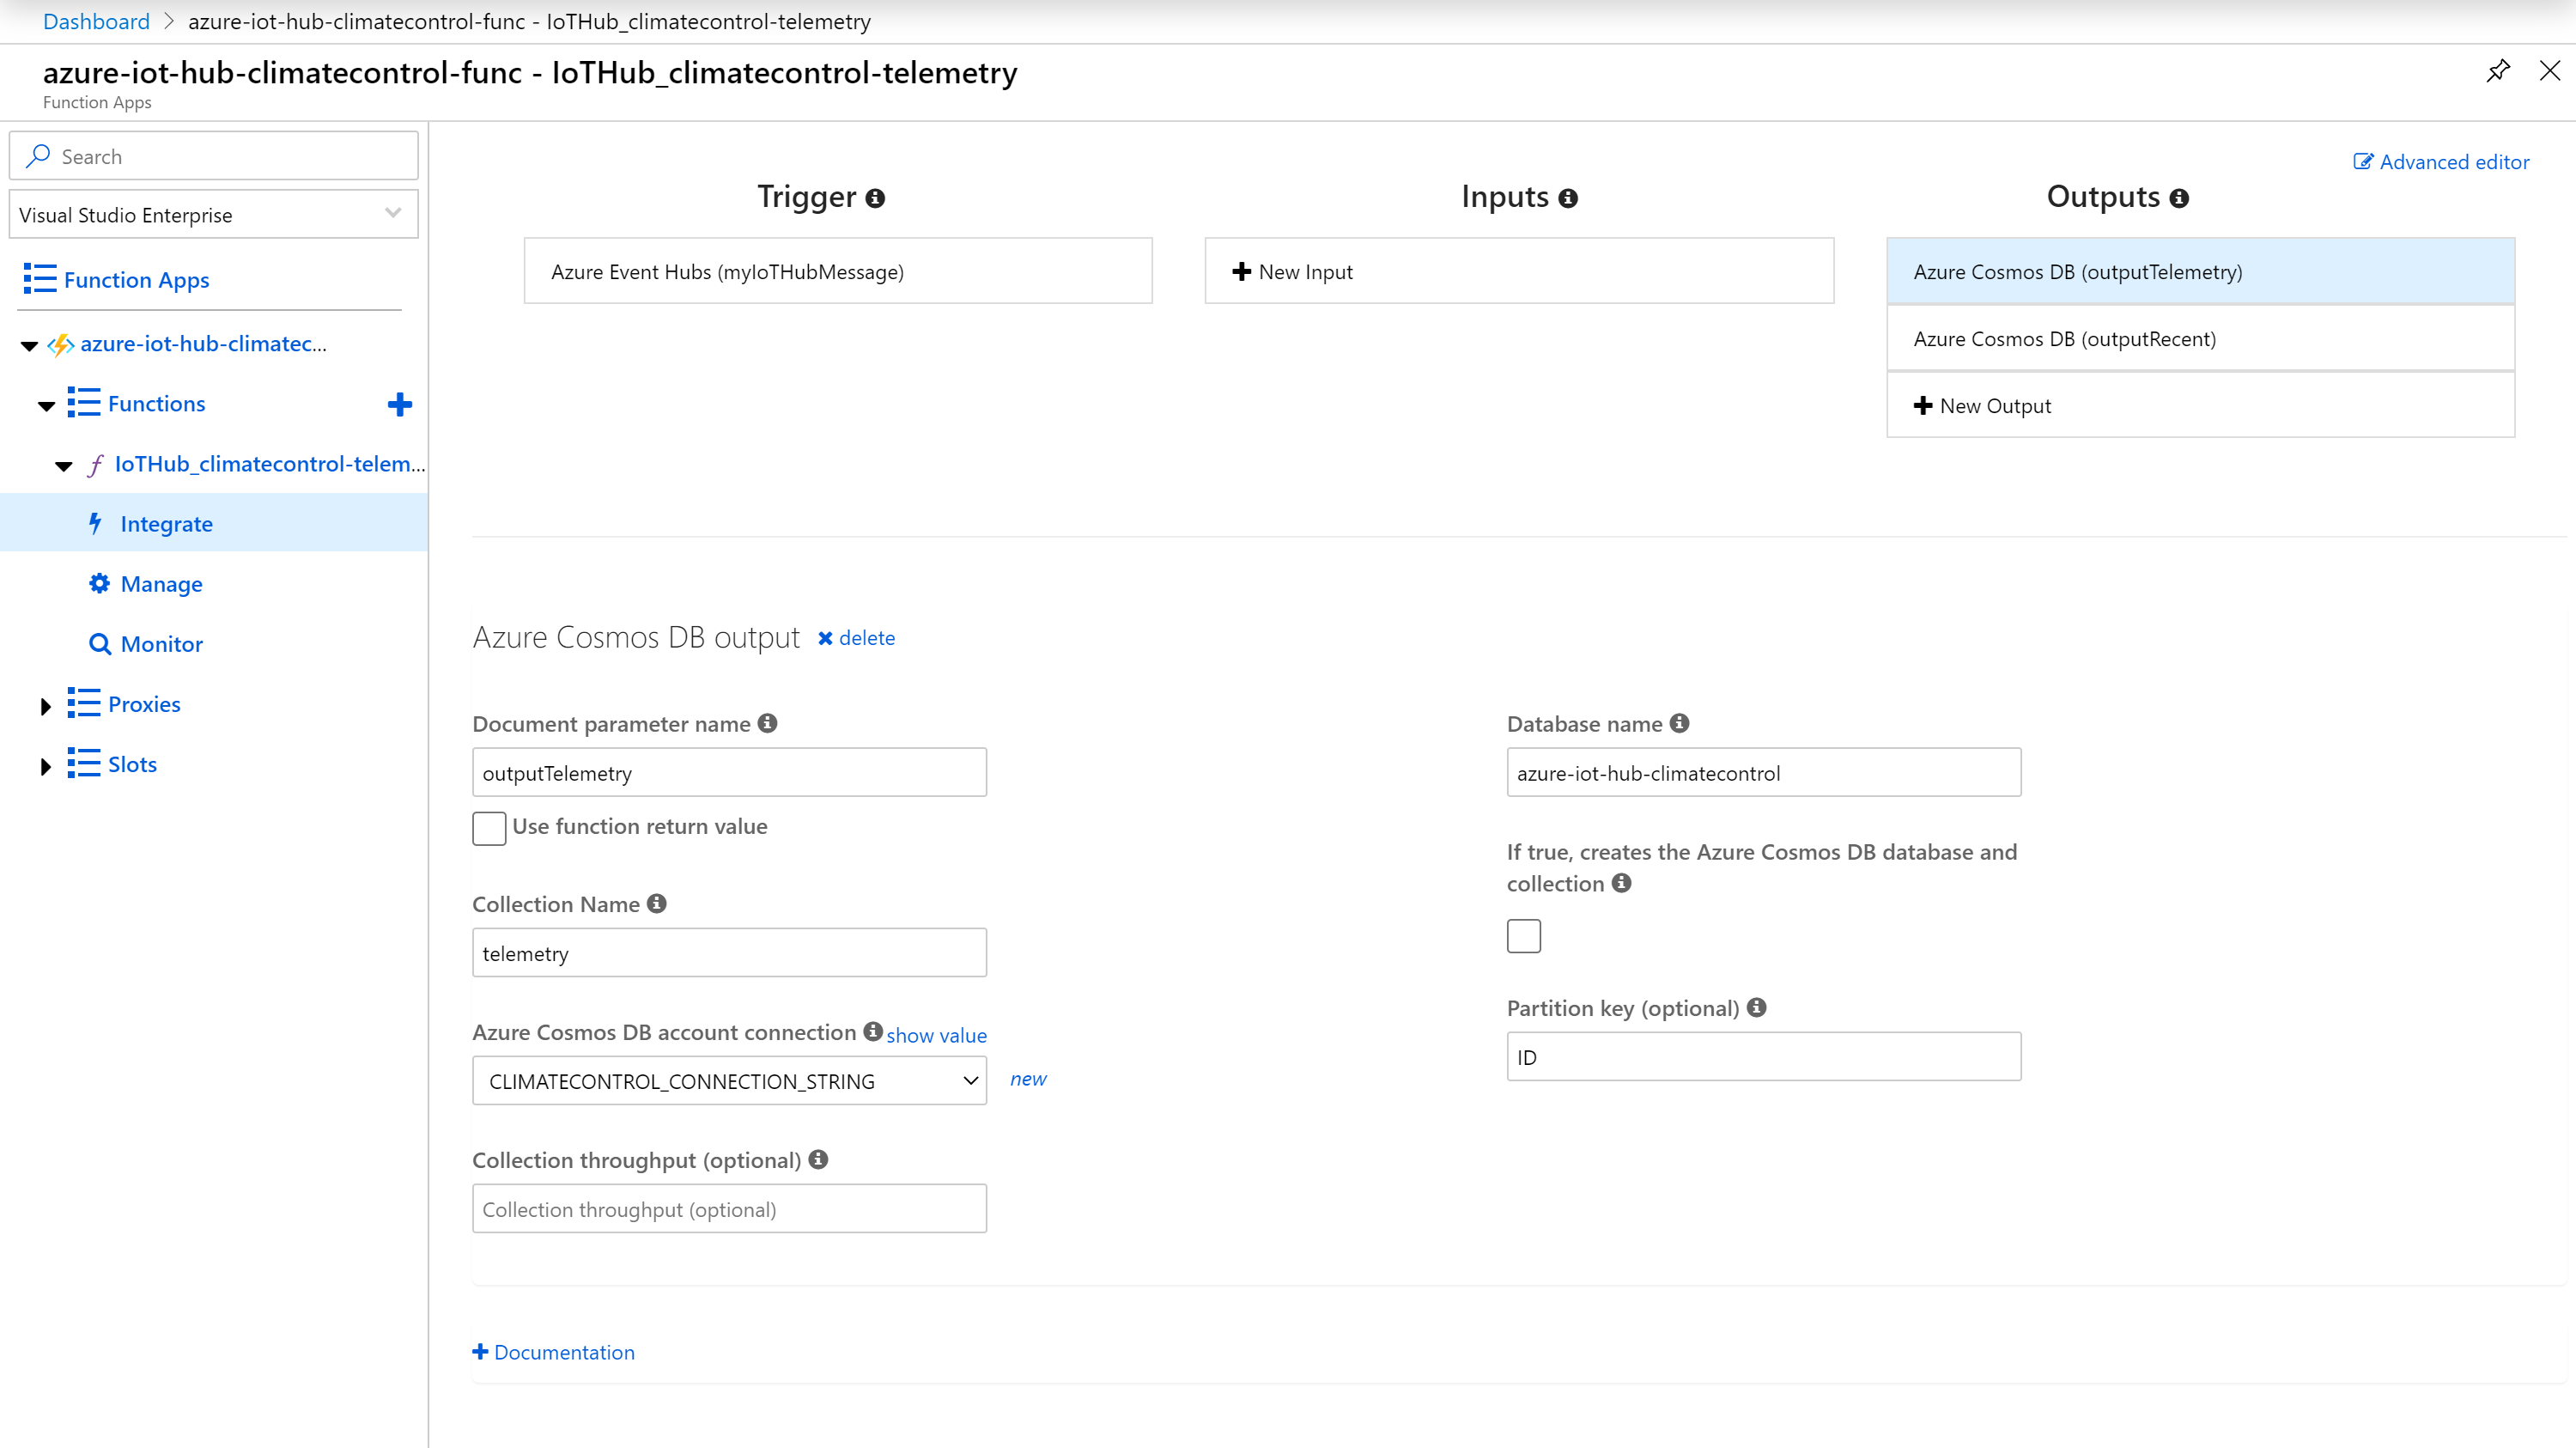 Dashboard > azure-iot-hub-climatecontrol-func - IoTHub_climatecontrol-telemetry
azure-iot-hub-climatecontrol-func - IoTHub_climatecontrol-telemetry
Function Apps
Search
Visual Studio Enterprise
Function Apps
azure-iot-hub-climatec...
Functions
IoTHub_climatecontrol-telem...
Integrate
Manage
Monitor
Proxies
Slots
Advanced editor
Trigger
Inputs
Outputs
Azure Event Hubs (myIoTHubMessage)
New Input
Azure Cosmos DB (outputTelemetry)
Azure Cosmos DB (outputRecent)
New Output
Azure Cosmos DB output delete
Document parameter name
outputTelemetry
Use function return value
Collection Name
telemetry
Azure Cosmos DB account connection show value
CLIMATECONTROL_CONNECTION_STRING new
Collection throughput (optional)
Collection throughput (optional)
Database name
azure-iot-hub-climatecontrol
If true, creates the Azure Cosmos DB database and
collection
Partition key (optional)
ID
Documentation